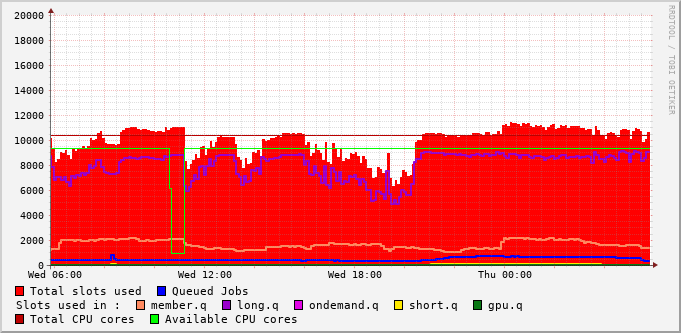 20000
18000
16000
14000
12000
10000
8000
6000
4000
2000
0
Wed 06:00 Wed 12:00 Wed 18:00 Thu 00:00
RRDTOOL / TOBI OETIKER
Total slots used Queued Jobs
Slots used in : member.q long.q ondemand.q short.q gpu.q
Total CPU cores Available CPU cores